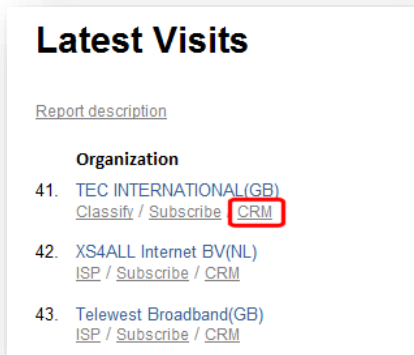 Latest Visits
Report description
Organization
41. TEC INTERNATIONAL(GB)
Classify / Subscribe / CRM
42. XS4ALL Internet BV(NL)
ISP / Subscribe / CRM
43. Telewest Broadband(GB)
ISP / Subscribe / CRM